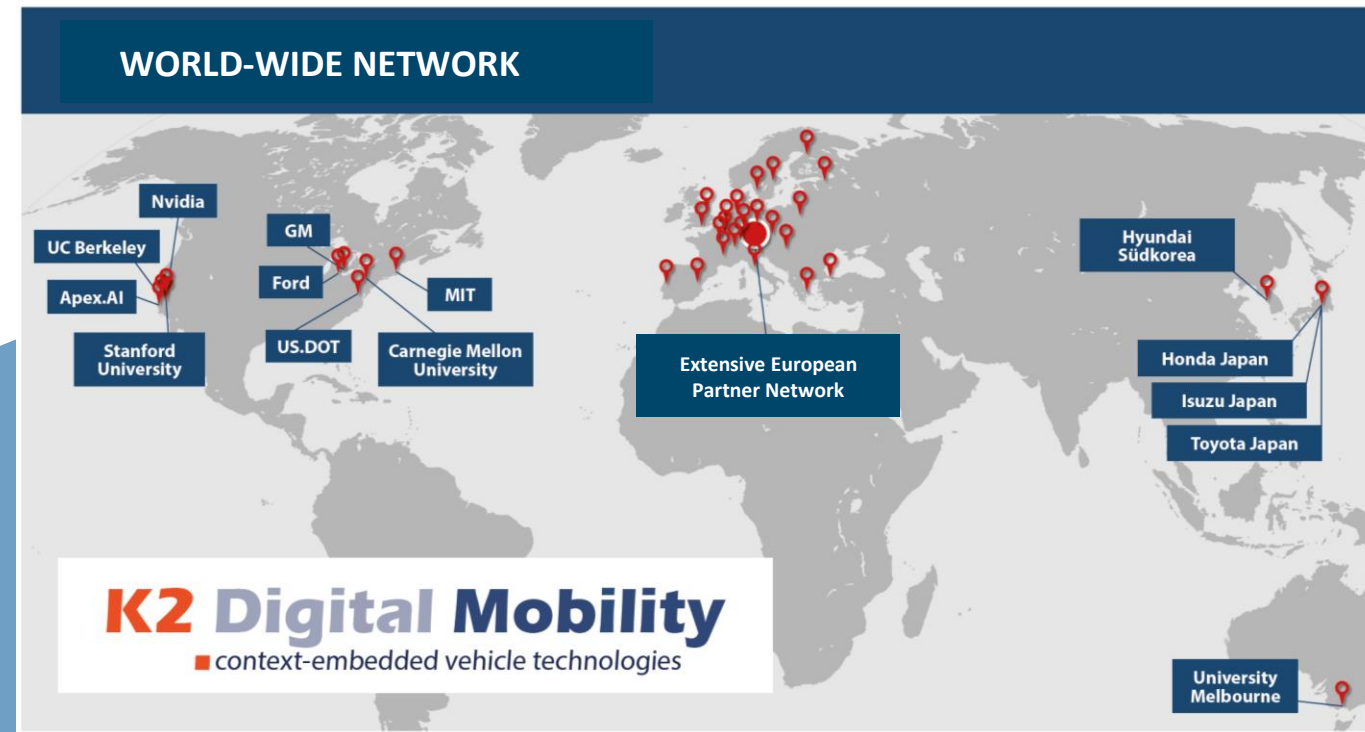 WORLD-WIDE NETWORK
Nvidia
UC Berkeley
Apex.AI
Stanford
University
GM
Ford
US.DOT
MIT
Carnegie Mellon
University
Extensive European
Partner Network
Hyundai
Südkorea
Honda Japan
Isuzu Japan
Toyota Japan
University
Melbourne
K2 Digital Mobility
context-embedded vehicle technologies